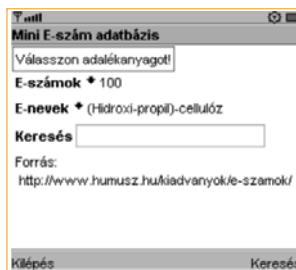 Mini E-szám adatbázis
Válasszon adalékanyagot!
E-számok 100
E-nevek (Hidroxi-propil)-cellulóz
Keresés
Forrás:
http://www.humusz.hu/kiadvanyok/e-szamok/
Kilépés Keresés